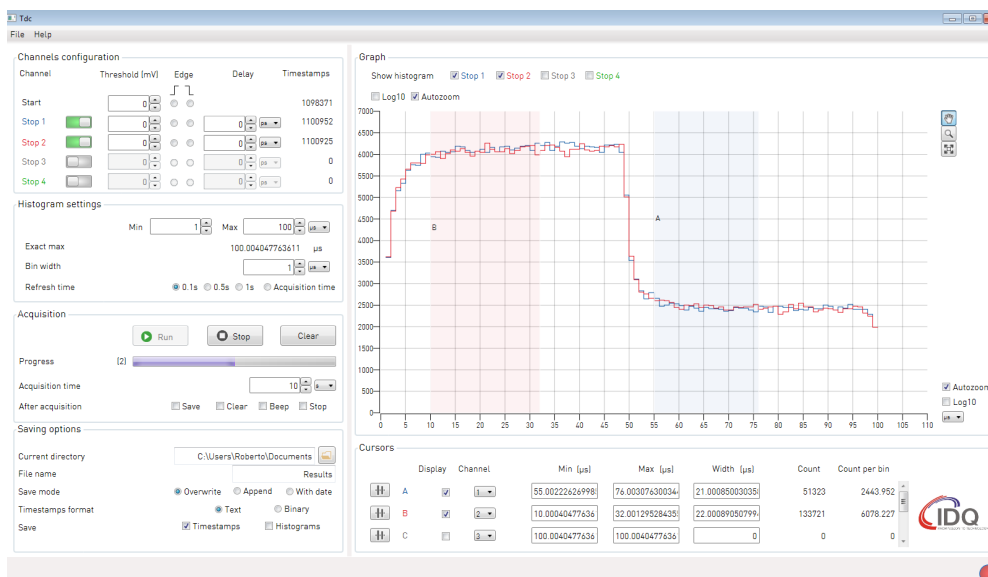 Tdc
File Help
Channels configuration
Channel Threshold (mV) Edge Delay Timestamps
Start 0 1098371
Stop 1 0 0 ps 1100952
Stop 2 0 0 ps 1100925
Stop 3 0 0 ps 0
Stop 4 0 0 ps 0
Histogram settings
Min 1 Max 100 µs
Exact max 100.004047763611 µs
Bin width 1 µs
Refresh time 0.1s 0.5s 1s Acquisition time
Acquisition
Run Stop Clear
Progress (2)
Acquisition time 10 s
After acquisition Save Clear Beep Stop
Saving options
Current directory C:\Users\Roberto\Documents
File name Results
Save mode Overwrite Append With date
Timestamps format Text Binary
Save Timestamps Histograms
Graph
Show histogram Stop 1 Stop 2 Stop 3 Stop 4
Log10 Autozoom
7000
6500
6000
5500
5000
4500
4000
3500
3000
2500
2000
1500
1000
500
0
B
A
0 5 10 15 20 25 30 35 40 45 50 55 60 65 70 75 80 85 90 95 100 105 110
Autozoom
Log10
µs
Cursors
Display Channel Min (µs) Max (µs) Width (µs) Count Count per bin
A 1 55.00222626998 76.00307630034 21.00085003035 51323 2443.952
B 2 10.00040477636 32.00129528435 22.00089050799 133721 6078.227
C 3 100.0040477636 100.0040477636 0 0 0
IDQ